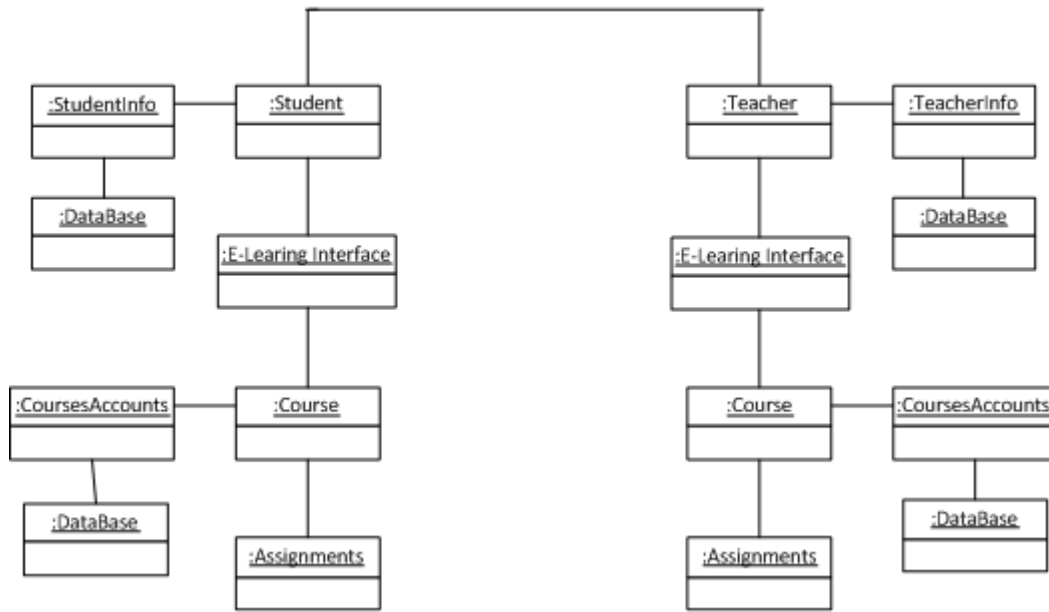 :StudentInfo
:Student
:Teacher
:TeacherInfo
:DataBase
:DataBase
:E-Learing Interface
:E-Learing Interface
:CoursesAccounts
:Course
:Course
:CoursesAccounts
:DataBase
:DataBase
:Assignments
:Assignments